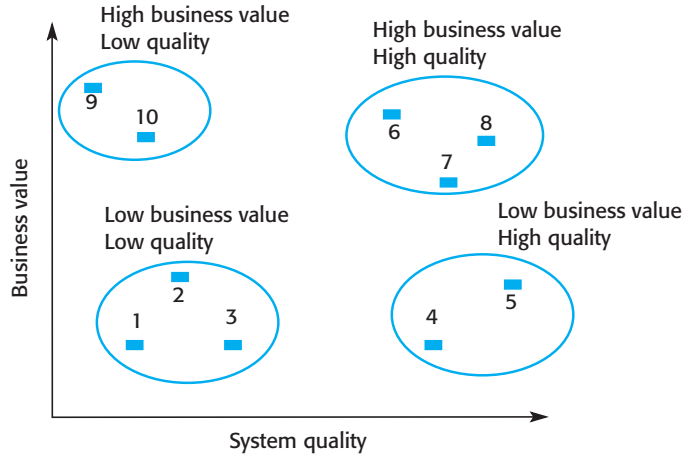 High business value
Low quality
9
10
High business value
High quality
6
8
7
Low business value
Low quality
2
1
3
Low business value
High quality
5
4
Business value
System quality